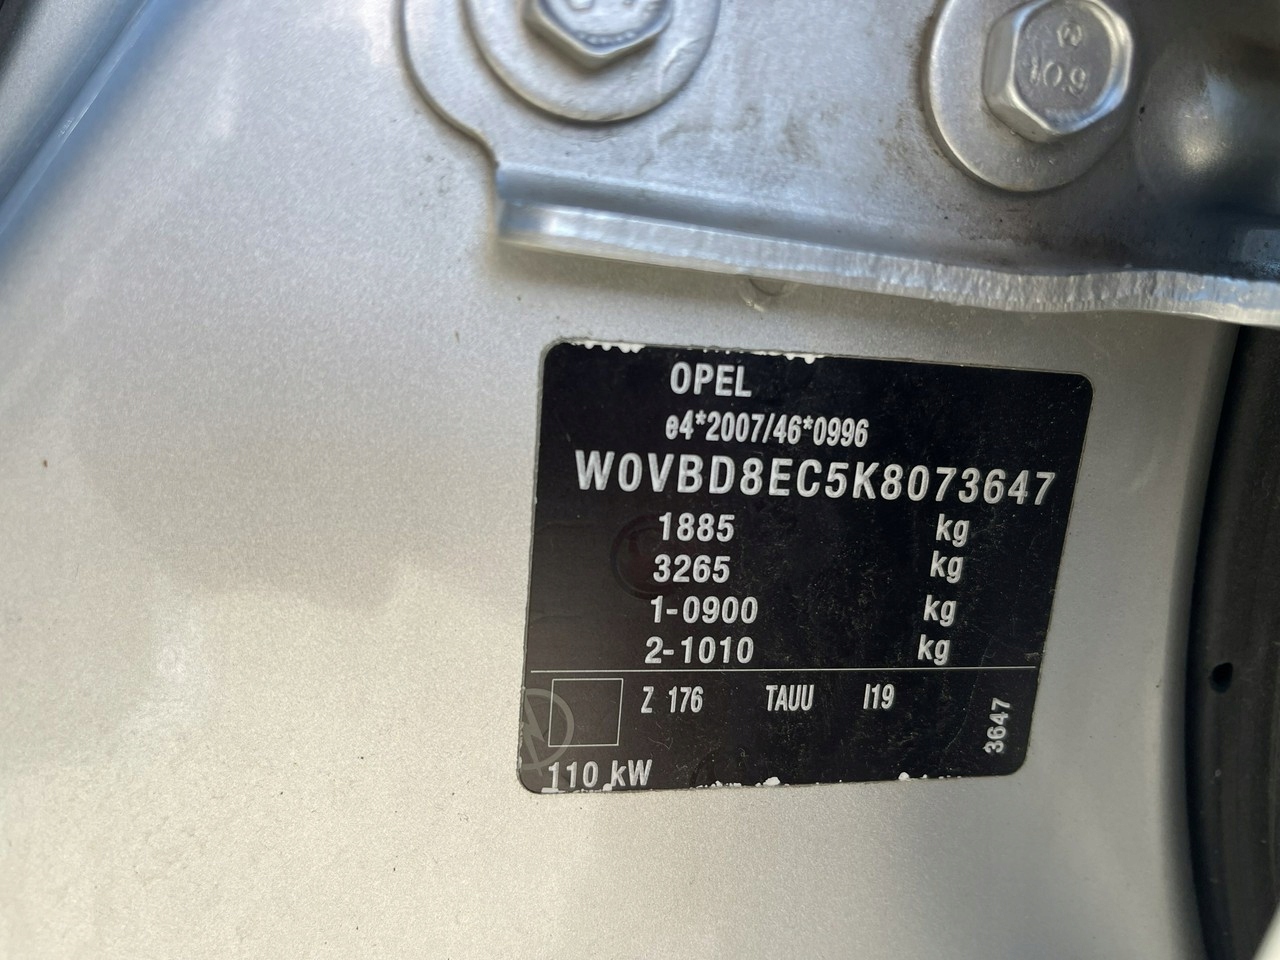 10.9
OPEL
e4*2007/46*0996
W0VBD8EC5K8073647
1885 kg
3265 kg
1-0900 kg
2-1010 kg
Z 176 TAUU I19
3647
110 kW